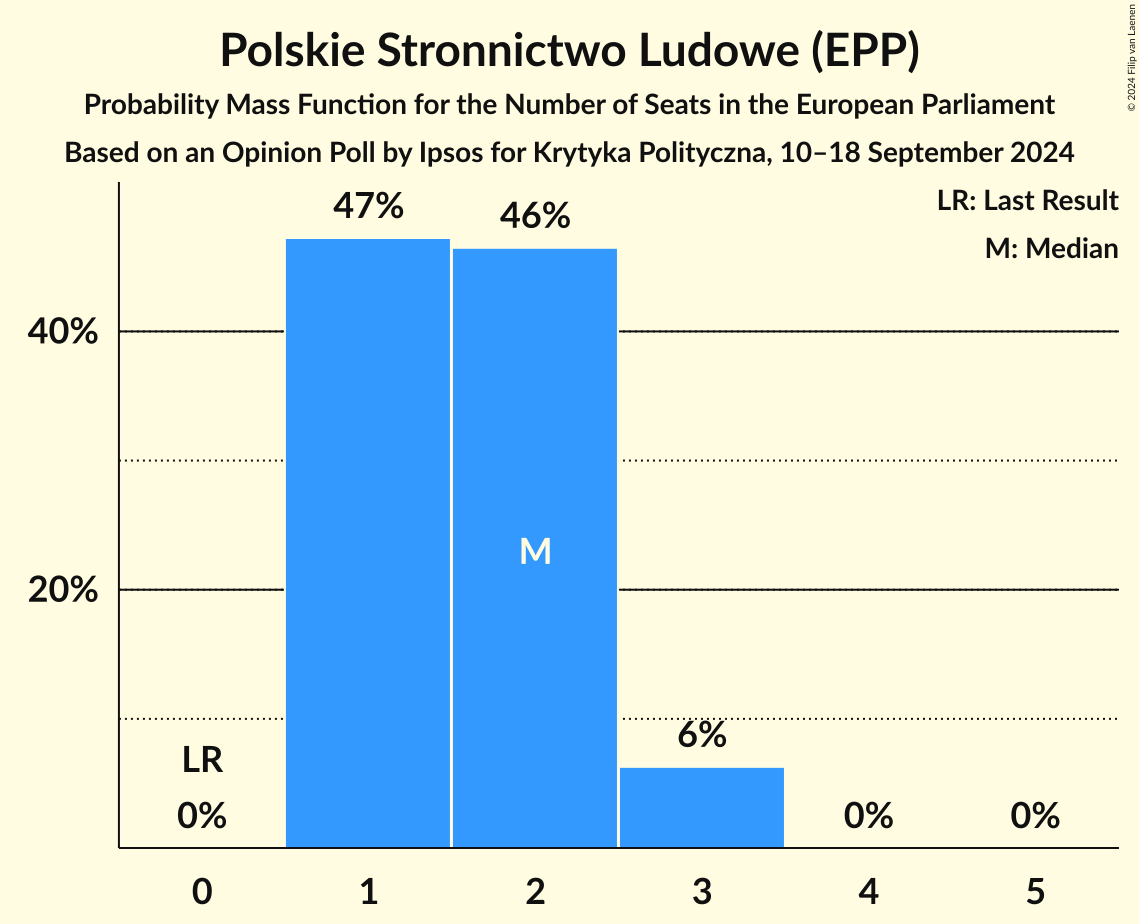 Polskie Stronnictwo Ludowe (EPP)
Probability Mass Function for the Number of Seats in the European Parliament
Based on an Opinion Poll by Ipsos for Krytyka Polityczna, 10–18 September 2024
© 2024 Filip van Laenen
LR: Last Result
M: Median
47%
46%
40%
M
20%
6%
LR
0%
0%
0%
0
1
2
3
4
5